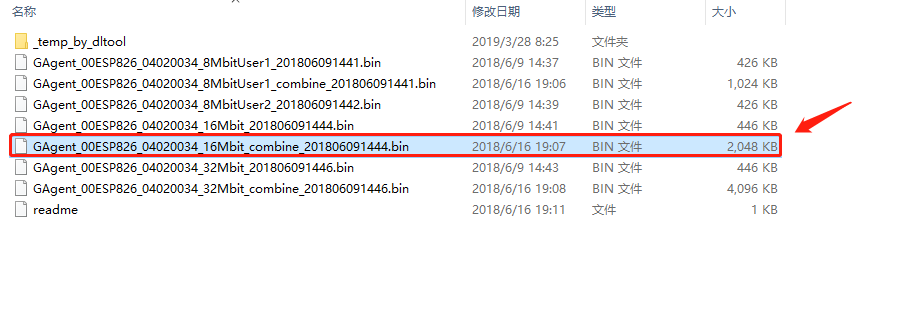 名称 修改日期 类型 大小
_temp_by_dltool 2019/3/28 8:25 文件夹
GAgent_00ESP826_04020034_8MbitUser1_201806091441.bin 2018/6/9 14:37 BIN 文件 426 KB
GAgent_00ESP826_04020034_8MbitUser1_combine_201806091441.bin 2018/6/16 19:06 BIN 文件 1,024 KB
GAgent_00ESP826_04020034_8MbitUser2_201806091442.bin 2018/6/9 14:39 BIN 文件 426 KB
GAgent_00ESP826_04020034_16Mbit_201806091444.bin 2018/6/9 14:41 BIN 文件 446 KB
GAgent_00ESP826_04020034_16Mbit_combine_201806091444.bin 2018/6/16 19:07 BIN 文件 2,048 KB
GAgent_00ESP826_04020034_32Mbit_201806091446.bin 2018/6/9 14:43 BIN 文件 446 KB
GAgent_00ESP826_04020034_32Mbit_combine_201806091446.bin 2018/6/16 19:08 BIN 文件 4,096 KB
readme 2018/6/16 19:11 文件 1 KB